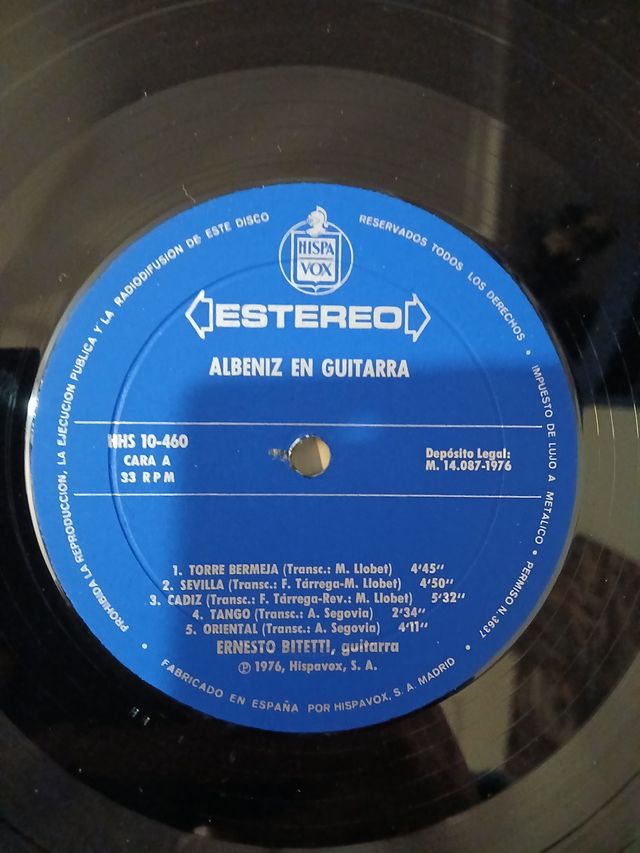 PROHIBIDA LA REPRODUCCION, LA EJECUCION PUBLICA Y LA RADIODIFUSION DE ESTE DISCO
RESERVADOS TODOS LOS DERECHOS • IMPUESTO DE LUJO A METALICO • PERMISO N 3637
HISPA
VOX
ESTEREO
ALBENIZ EN GUITARRA
HHS 10-460
CARA A
33 RPM
Depósito Legal:
M. 14.087-1976
1. TORRE BERMEJA (Transc.: M. Llobet) 4'45"
2. SEVILLA (Transc.: F. Tárrega-M. Llobet) 4'50"
3. CADIZ (Transc.: F. Tárrega-Rev.: M. Llobet) 5'32"
4. TANGO (Transc.: A. Segovia) 2'34"
5. ORIENTAL (Transc.: A. Segovia) 4'11"
ERNESTO BITETTI, guitarra
Ⓟ 1976, Hispavox, S. A.
• FABRICADO EN ESPAÑA POR HISPAVOX, S. A. MADRID •